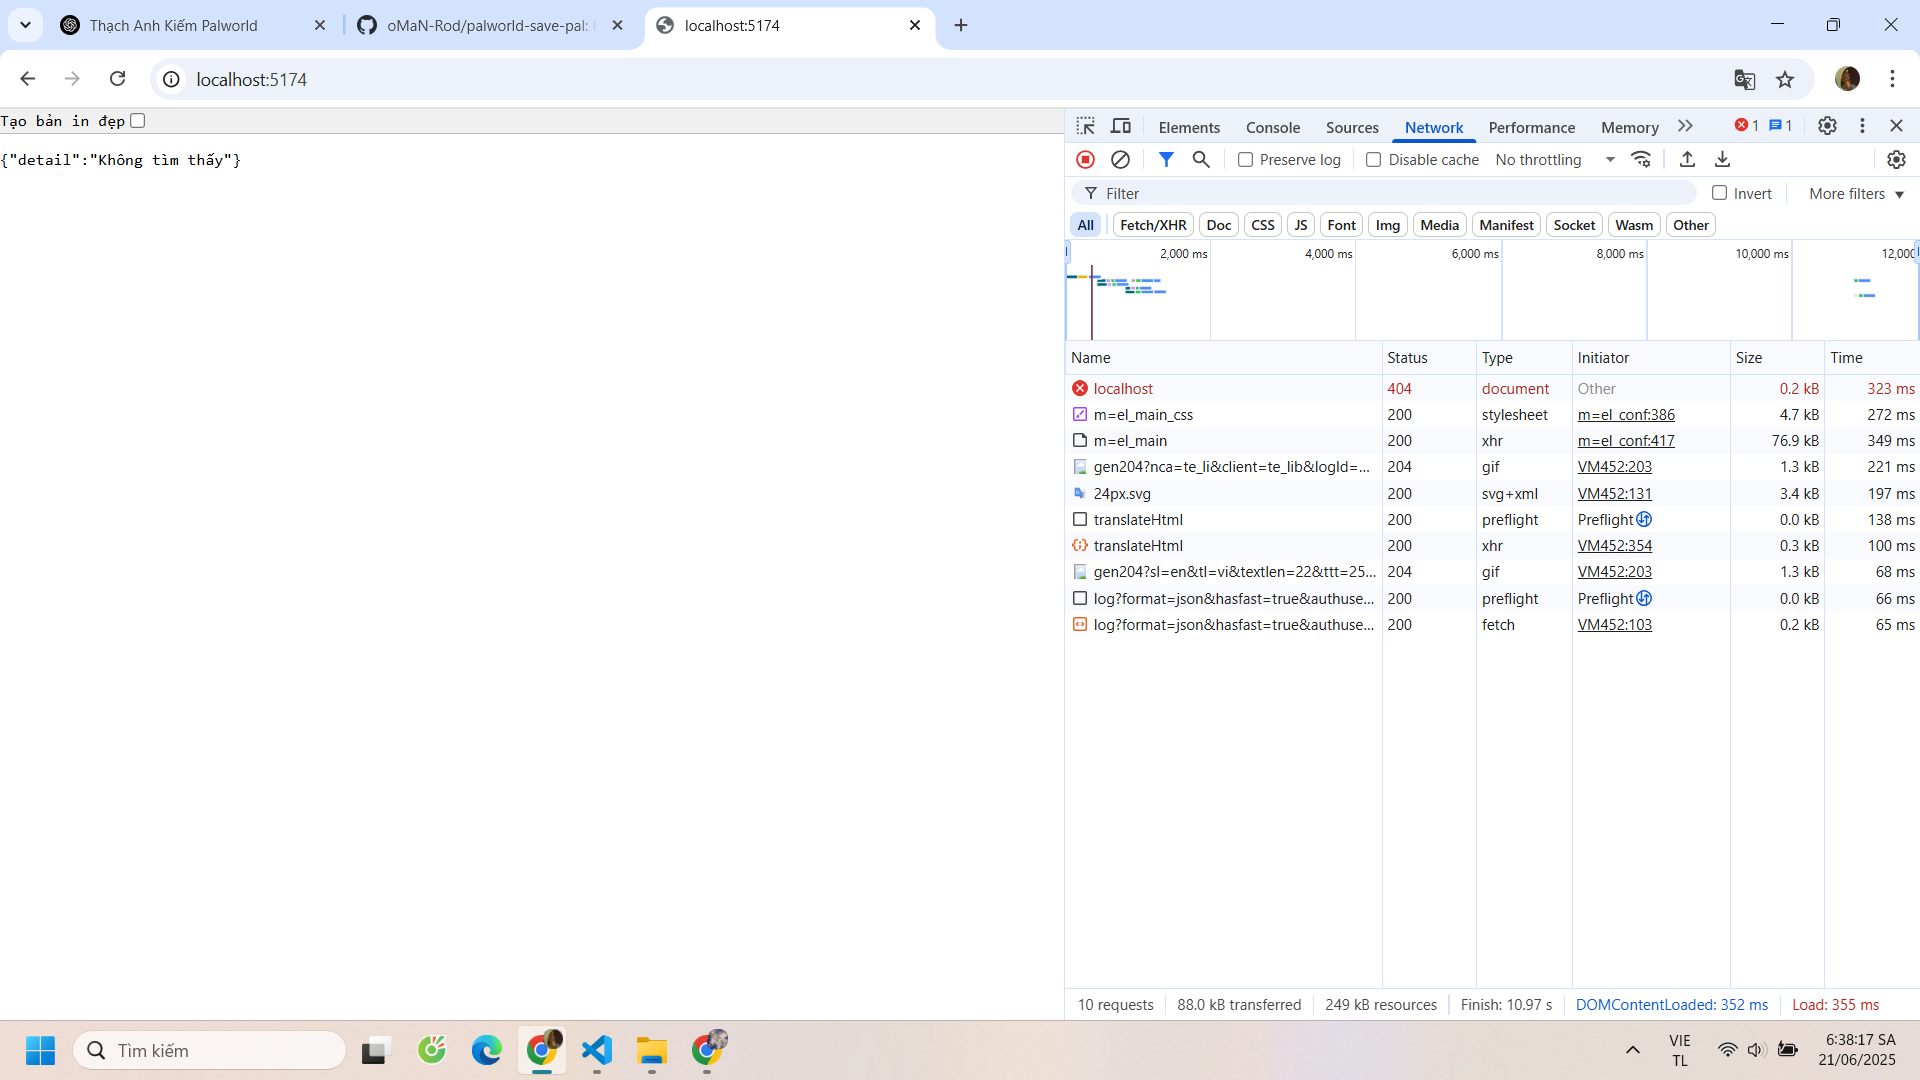 Thạch Anh Kiếm Palworld
oMaN-Rod/palworld-save-pal:
localhost:5174
localhost:5174
Tạo bản in đẹp
{"detail":"Không tìm thấy"}
Elements
Console
Sources
Network
Performance
Memory
1
1
Preserve log
Disable cache
No throttling
Filter
Invert
More filters
All
Fetch/XHR
Doc
CSS
JS
Font
Img
Media
Manifest
Socket
Wasm
Other
2,000 ms
4,000 ms
6,000 ms
8,000 ms
10,000 ms
12,000
Name Status Type Initiator Size Time
localhost 404 document Other 0.2 kB 323 ms
m=el_main_css 200 stylesheet m=el_conf:386 4.7 kB 272 ms
m=el_main 200 xhr m=el_conf:417 76.9 kB 349 ms
gen204?nca=te_li&client=te_lib&logId=... 204 gif VM452:203 1.3 kB 221 ms
24px.svg 200 svg+xml VM452:131 3.4 kB 197 ms
translateHtml 200 preflight Preflight 0.0 kB 138 ms
translateHtml 200 xhr VM452:354 0.3 kB 100 ms
gen204?sl=en&tl=vi&textlen=22&ttt=25... 204 gif VM452:203 1.3 kB 68 ms
log?format=json&hasfast=true&authuse... 200 preflight Preflight 0.0 kB 66 ms
log?format=json&hasfast=true&authuse... 200 fetch VM452:103 0.2 kB 65 ms
10 requests
88.0 kB transferred
249 kB resources
Finish: 10.97 s
DOMContentLoaded: 352 ms
Load: 355 ms
Tìm kiếm
VIE
TL
6:38:17 SA
21/06/2025